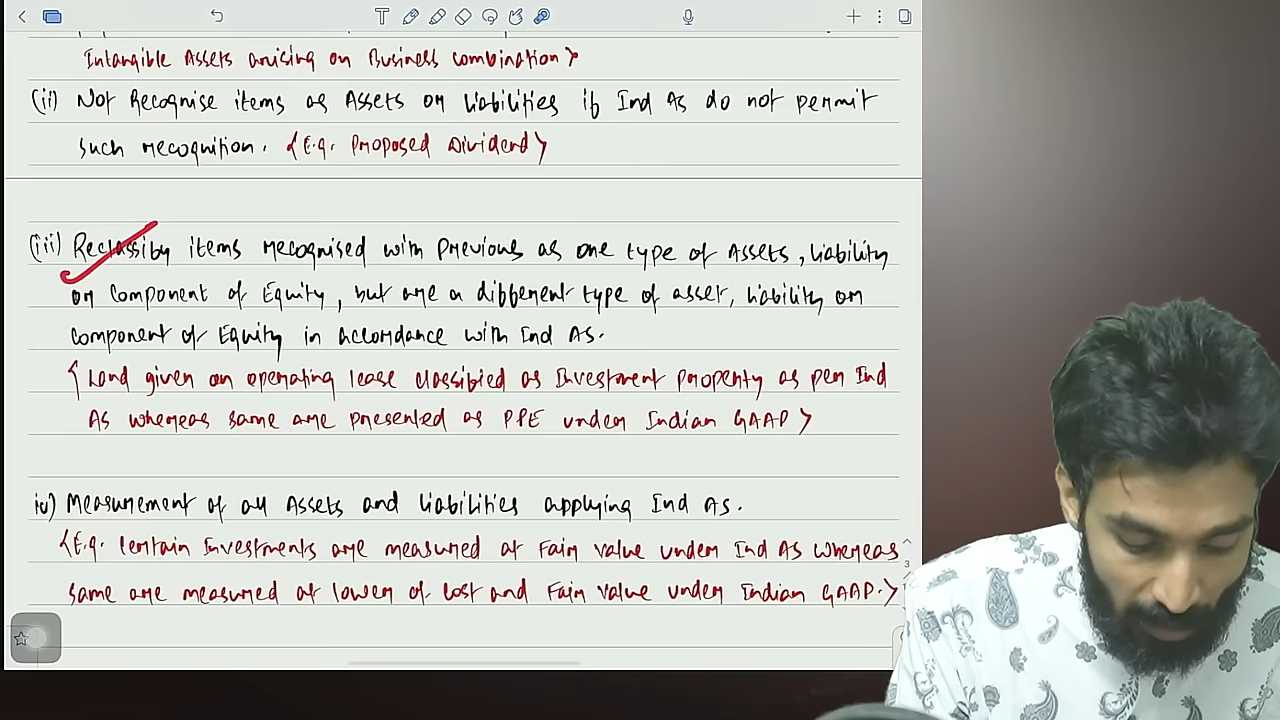 Intangible Assets arising on Business combination>
(ii) Not Recognise items as Assets or Liabilities if Ind As do not permit
such recognition. <E.g. Proposed Dividend>
(iii) Reclassify items recognised with Previous as one type of Assets, Liability
or component of Equity, but are a different type of asset, Liability or
component of Equity in accordance with Ind AS.
<Land given on operating lease classified as Investment property as per Ind
As whereas same are presented as PPE under Indian GAAP>
iv) Measurement of all Assets and Liabilities applying Ind AS.
<E.g. Certain Investments are measured at Fair value under Ind AS whereas
same are measured at lower of Cost and Fair value under Indian GAAP.>
3